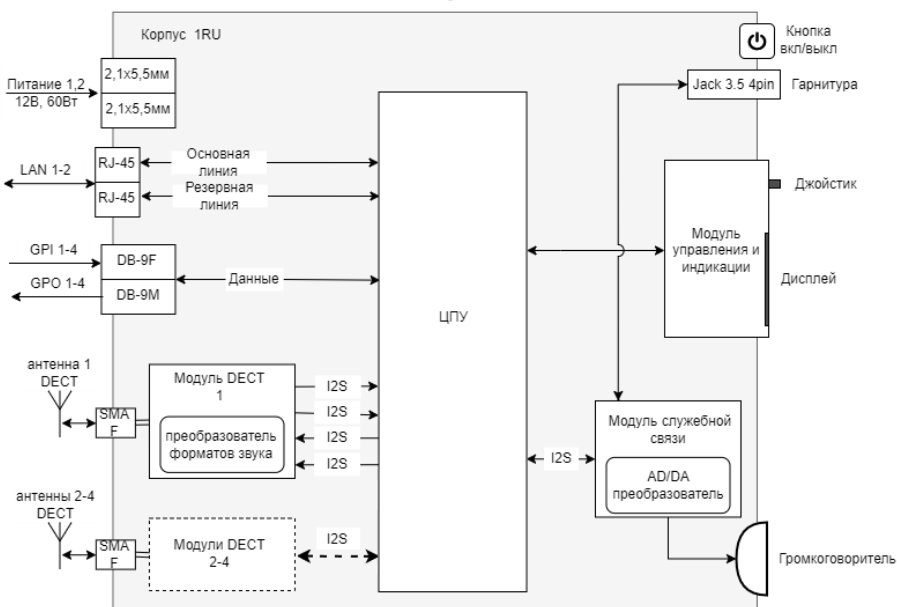 Корпус 1RU
Кнопка
вкл/выкл
Питание 1,2
12В, 60Вт
2,1х5,5мм
2,1х5,5мм
Jack 3.5 4pin
Гарнитура
LAN 1-2
RJ-45
RJ-45
Основная
линия
Резервная
линия
Модуль
управления и
индикации
Джойстик
Дисплей
GPI 1-4
GPO 1-4
DB-9F
DB-9M
Данные
ЦПУ
антенна 1
DECT
SMA
F
Модуль DECT
1
преобразователь
форматов звука
I2S
I2S
I2S
I2S
I2S
Модуль служебной
связи
AD/DA
преобразователь
антенны 2-4
DECT
SMA
F
Модули DECT
2-4
I2S
Громкоговоритель